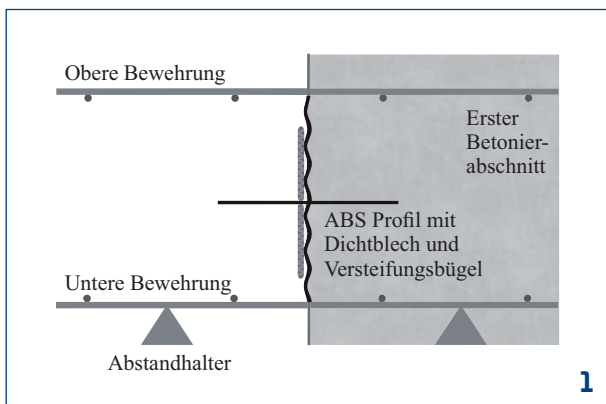 Obere Bewehrung
Erster
Betonier-
abschnitt
ABS Profil mit
Dichtblech und
Versteifungsbügel
Untere Bewehrung
Abstandhalter
1